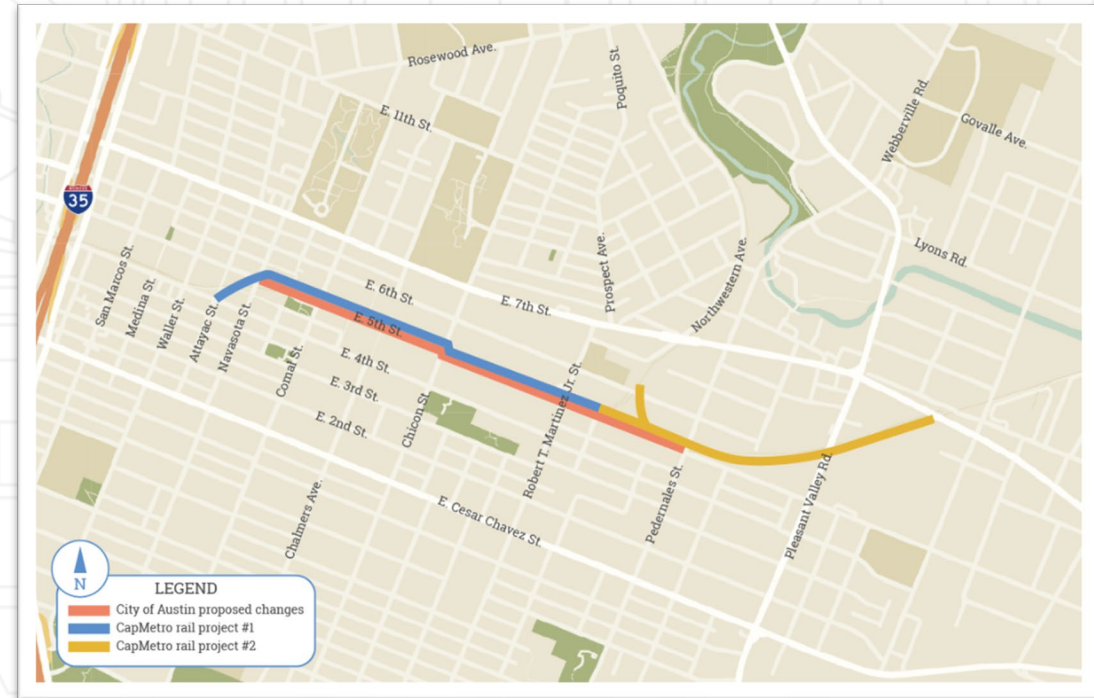 Rosewood Ave.
Poquito St.
E. 11th St.
Webberville Rd.
Govalle Ave.
35
San Marcos St.
Medina St.
Waller St.
Attayac St.
Navasota St.
Comal St.
E. 6th St.
E. 7th St.
E. 5th St.
E. 4th St.
E. 3rd St.
E. 2nd St.
Chicon St.
Prospect Ave.
Northwestern Ave.
Lyons Rd.
Robert T. Martinez Jr. St.
Chalmers Ave.
E. Cesar Chavez St.
Pedernales St.
Pleasant Valley Rd.
N
LEGEND
City of Austin proposed changes
CapMetro rail project #1
CapMetro rail project #2